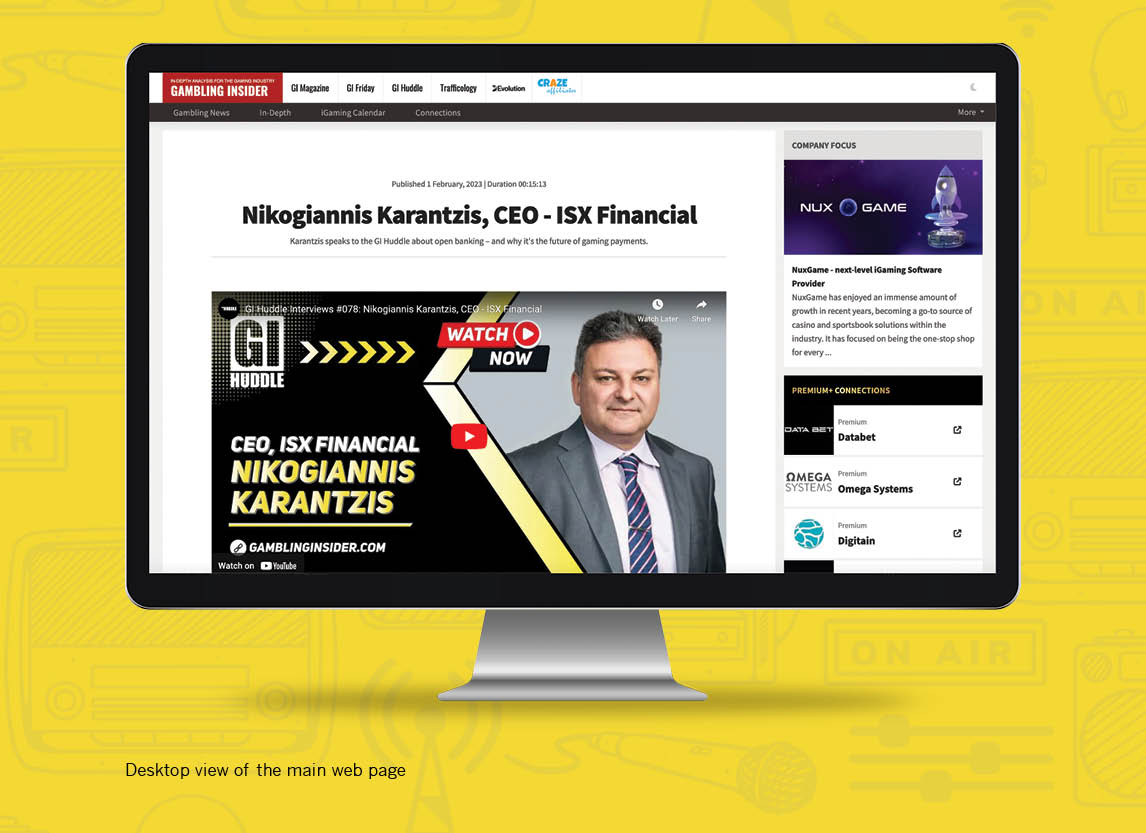 IN-DEPTH ANALYSIS FOR THE GAMING INDUSTRY
GAMBLING INSIDER
GI Magazine
GI Friday
GI Huddle
Trafficology
Evolution
CRAZE
affiliates
Gambling News
In-Depth
iGaming Calendar
Connections
More
Published 1 February, 2023 | Duration 00:15:13
Nikogiannis Karantzis, CEO - ISX Financial
Karantzis speaks to the GI Huddle about open banking – and why it's the future of gaming payments.
GI Huddle Interviews #078: Nikogiannis Karantzis, CEO - ISX Financial
Watch Later
Share
GI
HUDDLE
WATCH
NOW
CEO, ISX FINANCIAL
NIKOGIANNIS
KARANTZIS
GAMBLINGINSIDER.COM
Watch on YouTube
COMPANY FOCUS
NUX GAME
NuxGame - next-level iGaming Software
Provider
NuxGame has enjoyed an immense amount of
growth in recent years, becoming a go-to source of
casino and sportsbook solutions within the
industry. It has focused on being the one-stop shop
for every ...
PREMIUM+ CONNECTIONS
DATA BET
Premium
Databet
ΩMEGA
SYSTEMS
Premium
Omega Systems
Premium
Digitain
ON AIR
ON AIR
Desktop view of the main web page